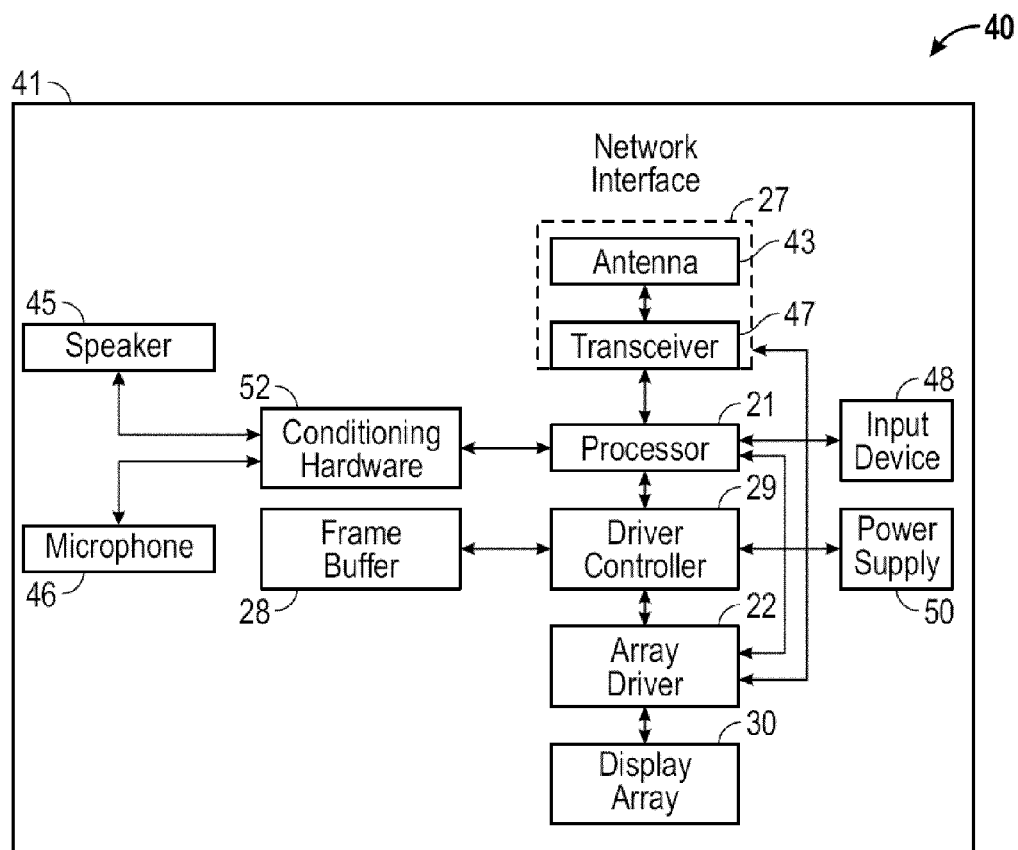 40
41
Network
Interface
27
Antenna
43
45
Speaker
47
Transceiver
52
Conditioning
Hardware
21
Processor
48
Input
Device
Microphone
46
Frame
Buffer
28
29
Driver
Controller
Power
Supply
50
22
Array
Driver
30
Display
Array